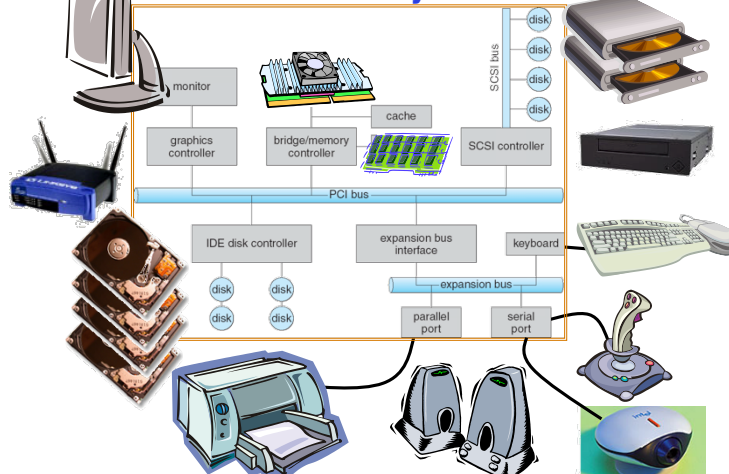 disk
disk
disk
disk
SCSI bus
monitor
cache
graphics
controller
bridge/memory
controller
SCSI controller
PCI bus
IDE disk controller
expansion bus
interface
keyboard
disk
disk
disk
disk
expansion bus
parallel
port
serial
port
intel